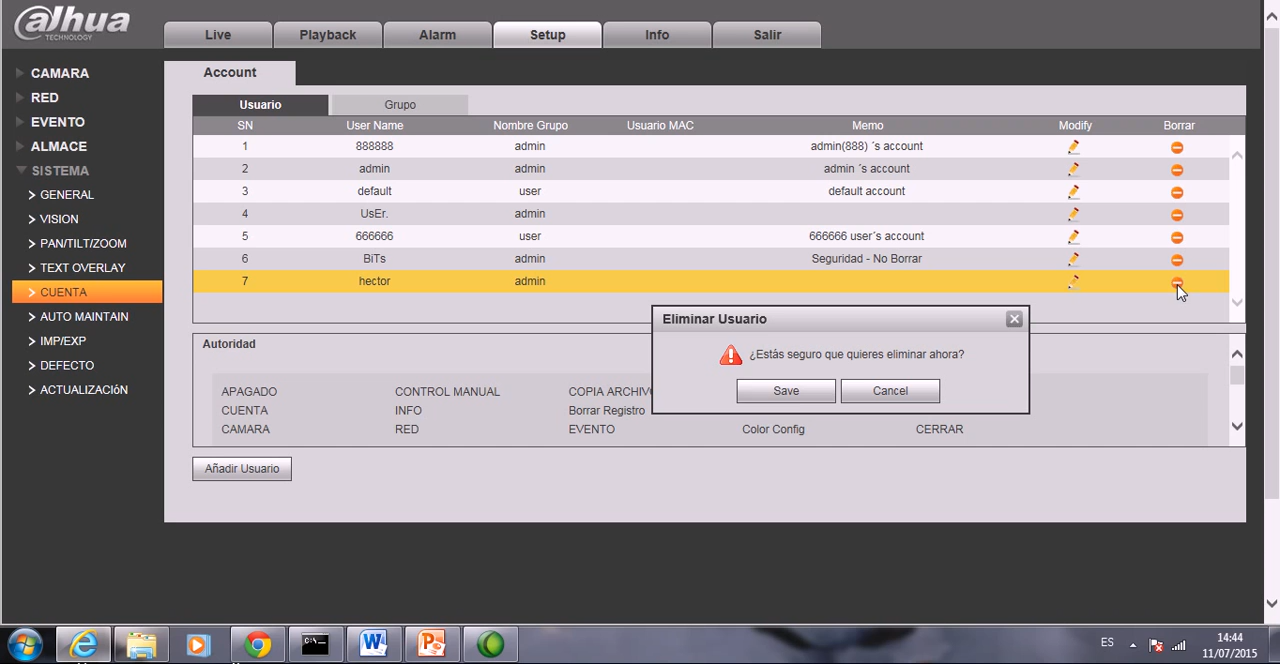 alhua
TECHNOLOGY
Live Playback Alarm Setup Info Salir
CAMARA
RED
EVENTO
ALMACE
SISTEMA
GENERAL
VISION
PAN/TILT/ZOOM
TEXT OVERLAY
CUENTA
AUTO MAINTAIN
IMP/EXP
DEFECTO
ACTUALIZACIóN
Account
Usuario Grupo
SN User Name Nombre Grupo Usuario MAC Memo Modify Borrar
1 888888 admin admin(888) ´s account
2 admin admin admin ´s account
3 default user default account
4 UsEr. admin
5 666666 user 666666 user´s account
6 BiTs admin Seguridad - No Borrar
7 hector admin
Eliminar Usuario
¿Estás seguro que quieres eliminar ahora?
Save Cancel
Autoridad
APAGADO CONTROL MANUAL COPIA ARCHIVO
CUENTA INFO Borrar Registro
CAMARA RED EVENTO Color Config CERRAR
Añadir Usuario
C:\.
ES
14:44
11/07/2015